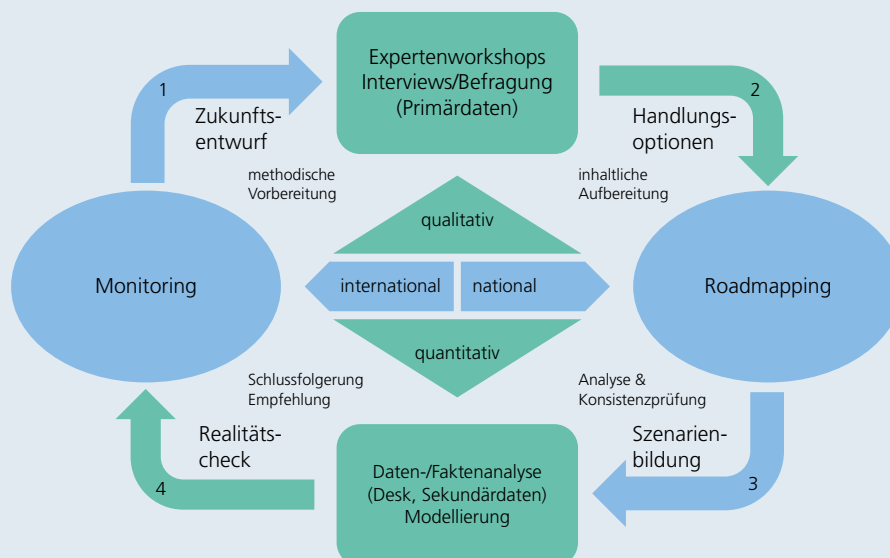 Expertenworkshops
Interviews/Befragung
(Primärdaten)
1
Zukunfts-
entwurf
2
Handlungs-
optionen
methodische
Vorbereitung
inhaltliche
Aufbereitung
qualitativ
Monitoring
international
national
Roadmapping
quantitativ
Schlussfolgerung
Empfehlung
Analyse &
Konsistenzprüfung
Realitäts-
check
4
Szenarien-
bildung
3
Daten-/Faktenanalyse
(Desk, Sekundärdaten)
Modellierung